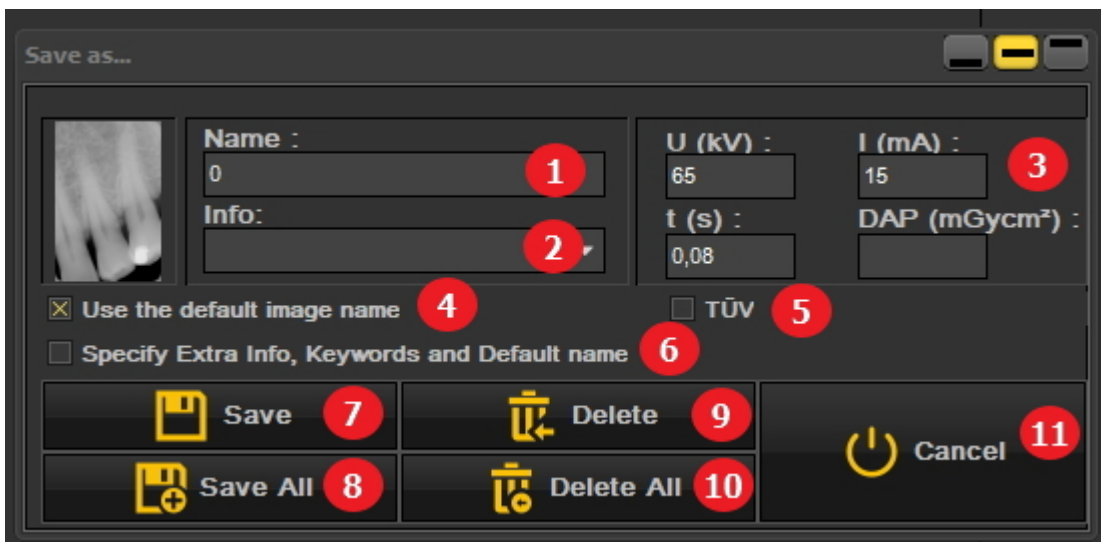 Save as...
Name :
0
1
Info:
2
U (kV) :
65
I (mA) :
15
3
t (s) :
0,08
DAP (mGycm²) :
Use the default image name
4
TÜV
5
Specify Extra Info, Keywords and Default name
6
Save
7
Delete
9
Cancel
11
Save All
8
Delete All
10